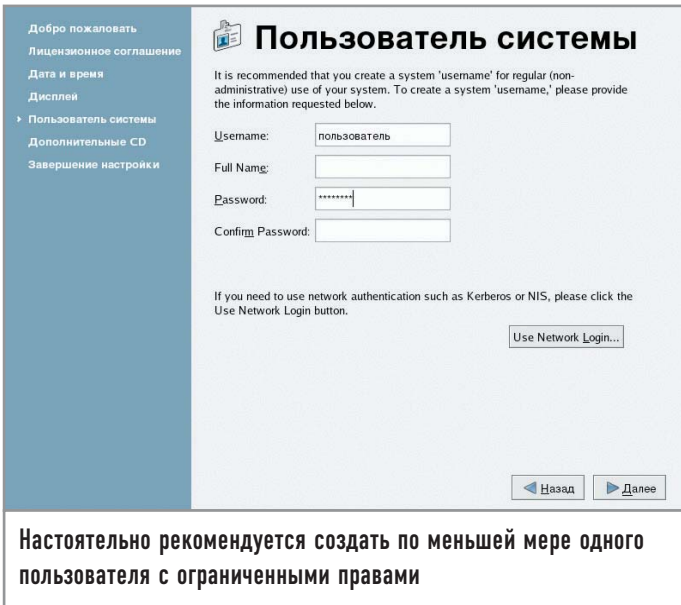 Добро пожаловать
Лицензионное соглашение
Дата и время
Дисплей
Пользователь системы
Дополнительные CD
Завершение настройки
Пользователь системы
It is recommended that you create a system 'username' for regular (non-
administrative) use of your system. To create a system 'username,' please provide
the information requested below.
Username: пользователь
Full Name:
Password: ********
Confirm Password:
If you need to use network authentication such as Kerberos or NIS, please click the
Use Network Login button.
Use Network Login...
Назад Далее
Настоятельно рекомендуется создать по меньшей мере одного
пользователя с ограниченными правами